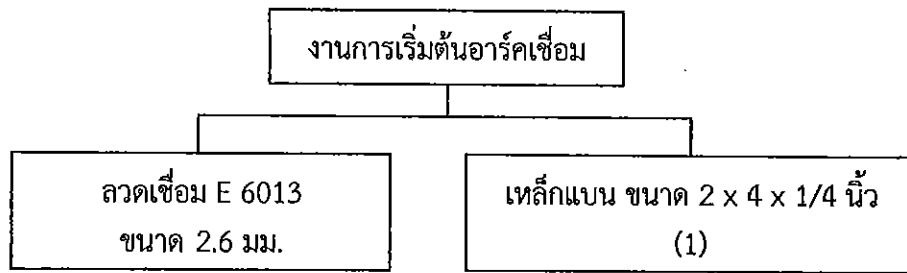 งานการเริ่มต้นอาร์คเชื่อม
ลวดเชื่อม E 6013
ขนาด 2.6 มม.
เหล็กแบน ขนาด 2 x 4 x 1/4 นิ้ว
(1)